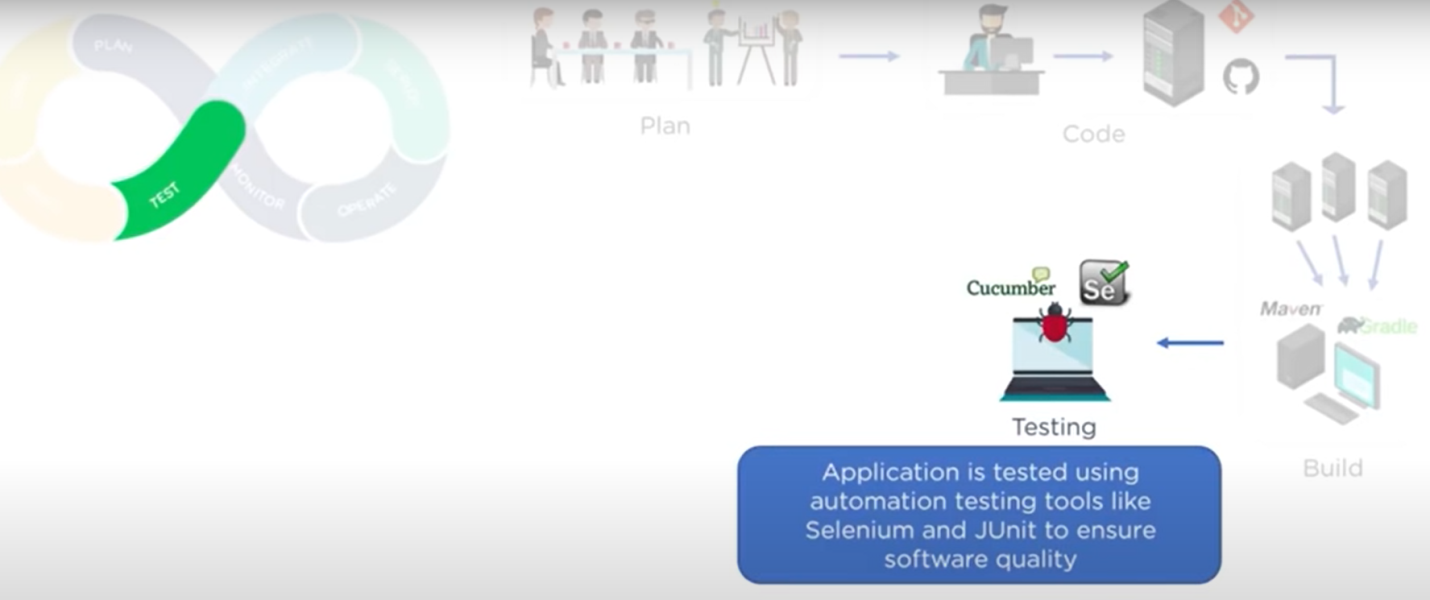 PLAN
INTEGRATE
TEST
MONITOR
OPERATE
Plan
Code
Cucumber
Se
Maven
Gradle
Testing
Build
Application is tested using
automation testing tools like
Selenium and JUnit to ensure
software quality